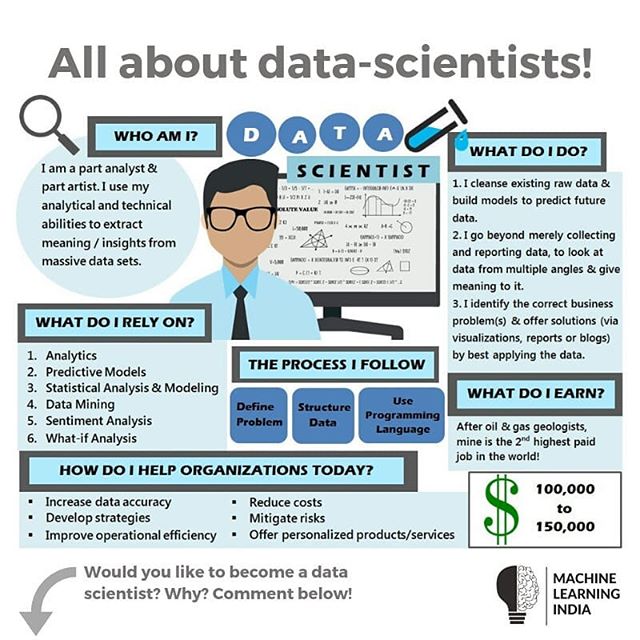 All about data-scientists!
WHO AM I?
I am a part analyst &
part artist. I use my
analytical and technical
abilities to extract
meaning / insights from
massive data sets.
DATA
SCIENTIST
WHAT DO I DO?
1. I cleanse existing raw data &
build models to predict future
data.
2. I go beyond merely collecting
and reporting data, to look at
data from multiple angles & give
meaning to it.
3. I identify the correct business
problem(s) & offer solutions (via
visualizations, reports or blogs)
by best applying the data.
WHAT DO I RELY ON?
1. Analytics
2. Predictive Models
3. Statistical Analysis & Modeling
4. Data Mining
5. Sentiment Analysis
6. What-if Analysis
THE PROCESS I FOLLOW
Define
Problem
Structure
Data
Use
Programming
Language
WHAT DO I EARN?
After oil & gas geologists,
mine is the 2nd highest paid
job in the world!
$ 100,000
to
150,000
HOW DO I HELP ORGANIZATIONS TODAY?
▪ Increase data accuracy
▪ Develop strategies
▪ Improve operational efficiency
▪ Reduce costs
▪ Mitigate risks
▪ Offer personalized products/services
Would you like to become a data
scientist? Why? Comment below!
MACHINE
LEARNING
INDIA